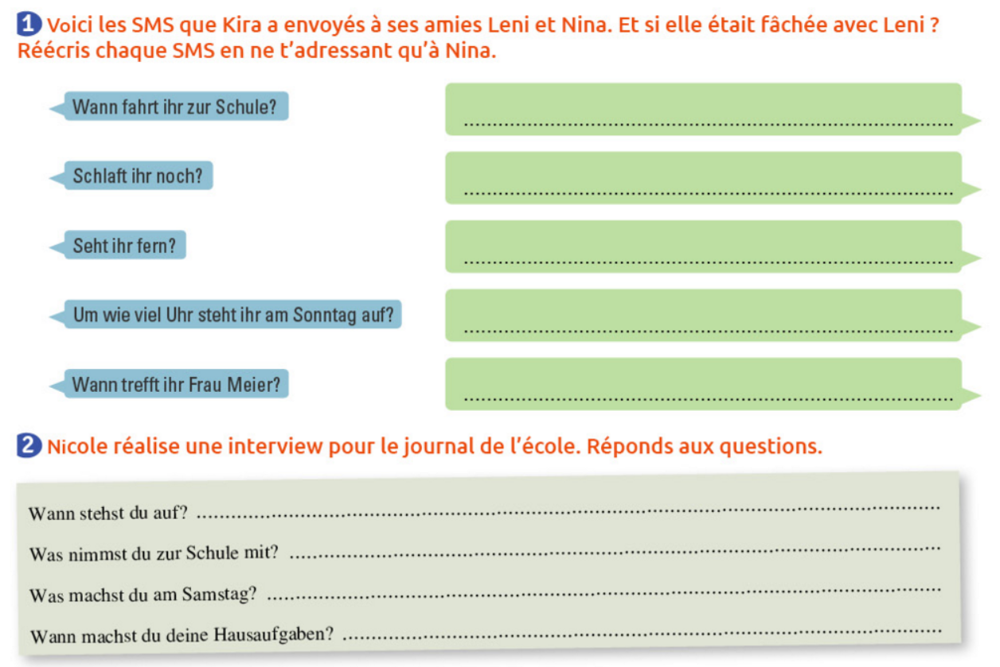 1 Voici les SMS que Kira a envoyés à ses amies Leni et Nina. Et si elle était fâchée avec Leni ?
Réécris chaque SMS en ne t'adressant qu'à Nina.
Wann fahrt ihr zur Schule?
Schlaft ihr noch?
Seht ihr fern?
Um wie viel Uhr steht ihr am Sonntag auf?
Wann trefft ihr Frau Meier?
2 Nicole réalise une interview pour le journal de l'école. Réponds aux questions.
Wann stehst du auf?
Was nimmst du zur Schule mit?
Was machst du am Samstag?
Wann machst du deine Hausaufgaben?